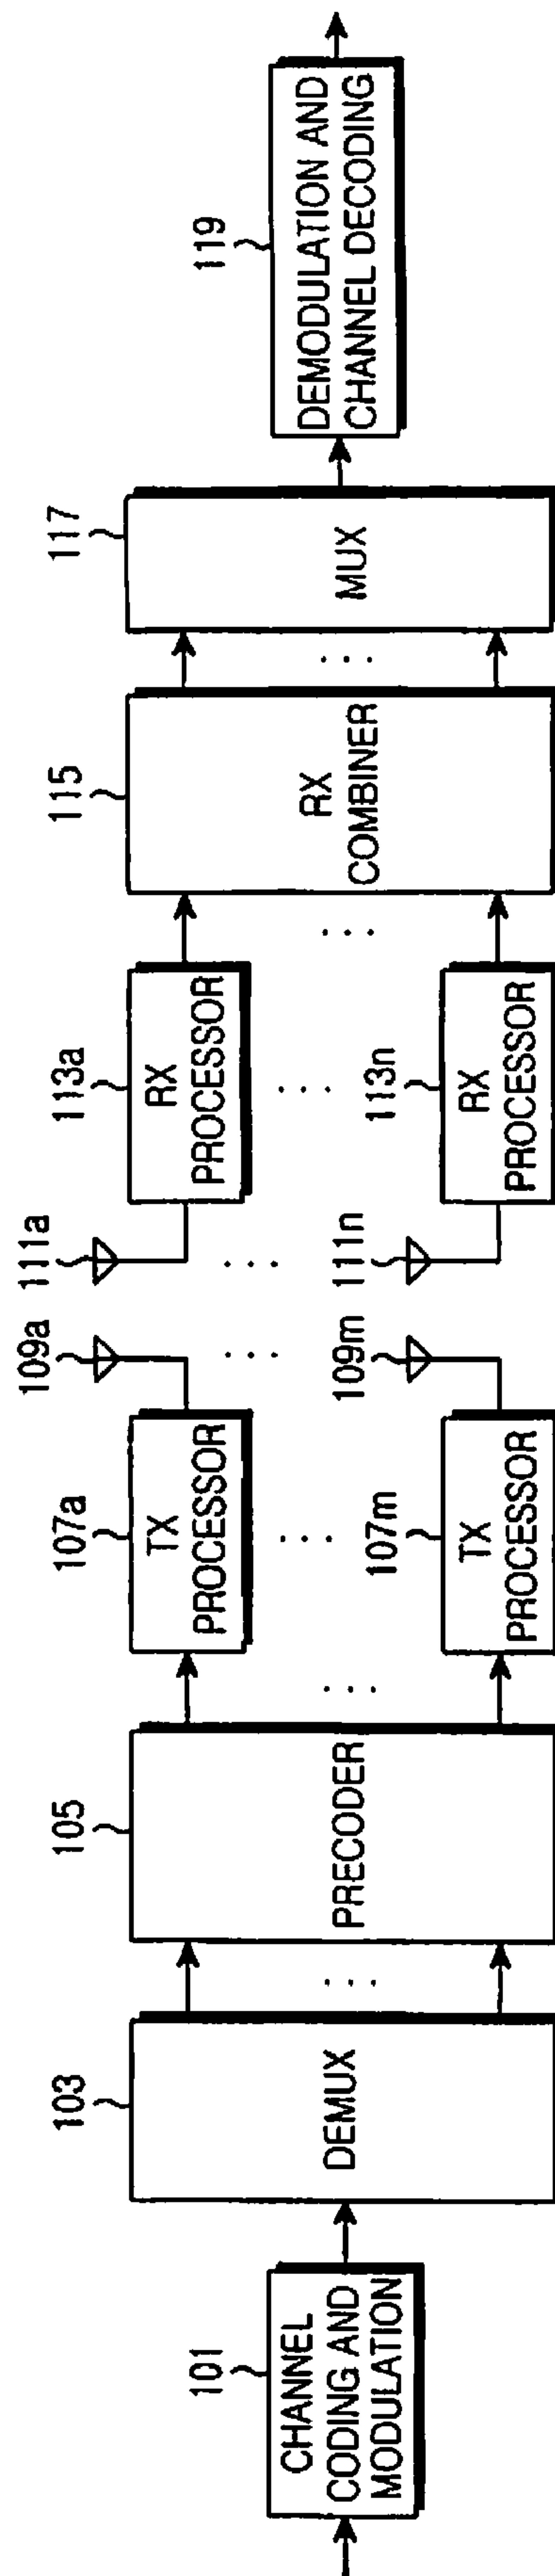 101
CHANNEL
CODING AND
MODULATION
103
DEMUX
105
PRECODER
107a
TX
PROCESSOR
107m
TX
PROCESSOR
109a
109m
111a
111n
113a
RX
PROCESSOR
113n
RX
PROCESSOR
115
RX
COMBINER
117
MUX
119
DEMODULATION AND
CHANNEL DECODING